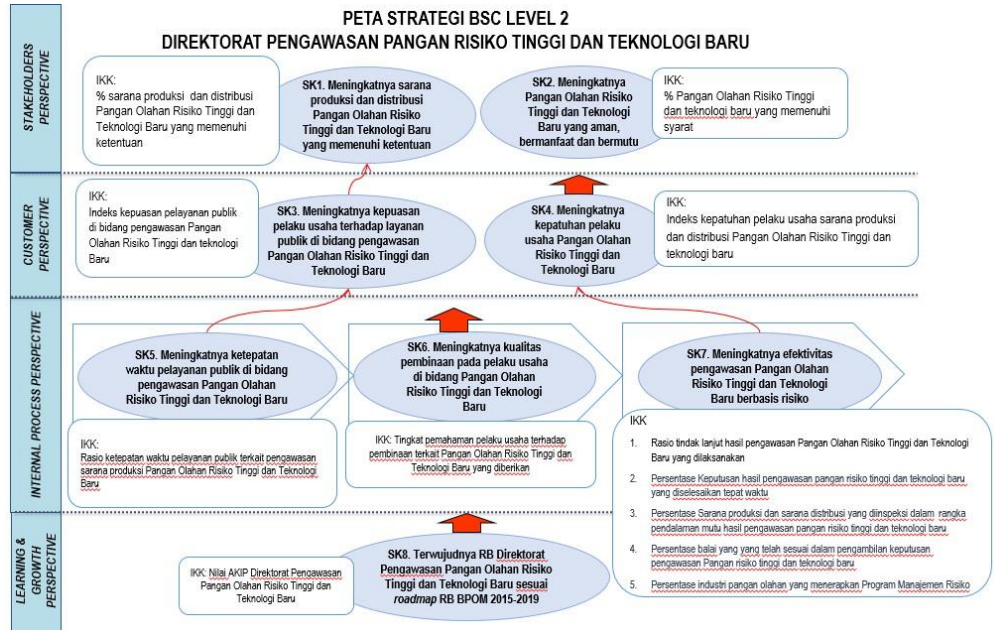 PETA STRATEGI BSC LEVEL 2
DIREKTORAT PENGAWASAN PANGAN RISIKO TINGGI DAN TEKNOLOGI BARU
STAKEHOLDERS
PERSPECTIVE
IKK:
% sarana produksi dan distribusi
Pangan Olahan Risiko Tinggi dan
Teknologi Baru yang memenuhi
ketentuan
SK1. Meningkatnya sarana
produksi dan distribusi
Pangan Olahan Risiko
Tinggi dan Teknologi Baru
yang memenuhi ketentuan
SK2. Meningkatnya
Pangan Olahan Risiko
Tinggi dan Teknologi
Baru yang aman,
bermanfaat dan bermutu
IKK:
% Pangan Olahan Risiko Tinggi
dan teknologi baru yang memenuhi
syarat
CUSTOMER
PERSPECTIVE
IKK:
Indeks kepuasan pelayanan publik
di bidang pengawasan Pangan
Olahan Risiko Tinggi dan teknologi
Baru
SK3. Meningkatnya kepuasan
pelaku usaha terhadap layanan
publik di bidang pengawasan
Pangan Olahan Risiko Tinggi dan
Teknologi Baru
SK4. Meningkatnya
kepatuhan pelaku
usaha Pangan Olahan
Risiko Tinggi dan
Teknologi Baru
IKK:
Indeks kepatuhan pelaku usaha sarana produksi
dan distribusi Pangan Olahan Risiko Tinggi dan
teknologi baru
INTERNAL PROCESS PERSPECTIVE
SK5. Meningkatnya ketepatan
waktu pelayanan publik di bidang
pengawasan Pangan Olahan
Risiko Tinggi dan Teknologi Baru
IKK:
Rasio ketepatan waktu pelayanan publik terkait pengawasan
sarana produksi Pangan Olahan Risiko Tinggi dan Teknologi
Baru
SK6. Meningkatnya kualitas
pembinaan pada pelaku usaha
di bidang Pangan Olahan
Risiko Tinggi dan Teknologi
Baru
IKK: Tingkat pemahaman pelaku usaha terhadap
pembinaan terkait Pangan Olahan Risiko Tinggi dan
Teknologi Baru yang diberikan
SK7. Meningkatnya efektivitas
pengawasan Pangan Olahan
Risiko Tinggi dan Teknologi
Baru berbasis risiko
IKK
1. Rasio tindak lanjut hasil pengawasan Pangan Olahan Risiko Tinggi dan Teknologi
Baru yang dilaksanakan
2. Persentase Keputusan hasil pengawasan pangan risiko tinggi dan teknologi baru
yang diselesaikan tepat waktu
3. Persentase Sarana produksi dan sarana distribusi yang diinspeksi dalam rangka
pendalaman mutu hasil pengawasan pangan risiko tinggi dan teknologi baru
4. Persentase balai yang yang telah sesuai dalam pengambilan keputusan
pengawasan Pangan risiko tinggi dan teknologi baru
5. Persentase industri pangan olahan yang menerapkan Program Manajemen Risiko
LEARNING &
GROWTH
PERSPECTIVE
IKK: Nilai AKIP Direktorat Pengawasan
Pangan Olahan Risiko Tinggi dan
Teknologi Baru
SK8. Terwujudnya RB Direktorat
Pengawasan Pangan Olahan Risiko
Tinggi dan Teknologi Baru sesuai
roadmap RB BPOM 2015-2019